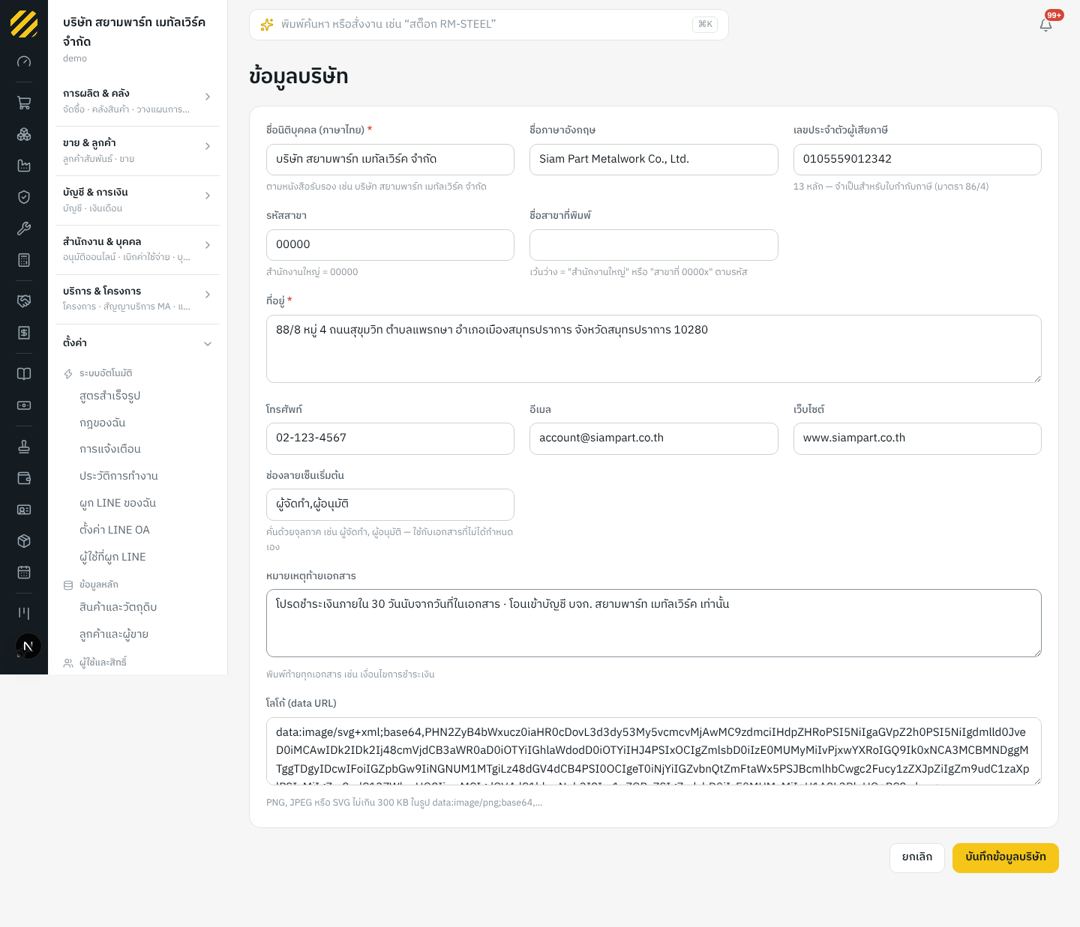 บริษัท สยามพาร์ท เมทัลเวิร์ค
จำกัด
demo
การผลิต & คลัง
จัดซื้อ · คลังสินค้า · วางแผนการ...
ขาย & ลูกค้า
ลูกค้าสัมพันธ์ · ขาย
บัญชี & การเงิน
บัญชี · เงินเดือน
สำนักงาน & บุคคล
อนุมัติออนไลน์ · เบิกค่าใช้จ่าย · บุ...
บริการ & โครงการ
โครงการ · สัญญาบริการ MA · แ...
ตั้งค่า
ระบบอัตโนมัติ
สูตรสำเร็จรูป
กฎของฉัน
การแจ้งเตือน
ประวัติการทำงาน
ผูก LINE ของฉัน
ตั้งค่า LINE OA
ผู้ใช้ที่ผูก LINE
ข้อมูลหลัก
สินค้าและวัตถุดิบ
ลูกค้าและผู้ขาย
ผู้ใช้และสิทธิ์
N
พิมพ์ค้นหา หรือสั่งงาน เช่น “สต็อก RM-STEEL”
⌘K
99+
ข้อมูลบริษัท
ชื่อนิติบุคคล (ภาษาไทย) *
บริษัท สยามพาร์ท เมทัลเวิร์ค จำกัด
ตามหนังสือรับรอง เช่น บริษัท สยามพาร์ท เมทัลเวิร์ค จำกัด
ชื่อภาษาอังกฤษ
Siam Part Metalwork Co., Ltd.
เลขประจำตัวผู้เสียภาษี
0105559012342
13 หลัก — จำเป็นสำหรับใบกำกับภาษี (มาตรา 86/4)
รหัสสาขา
00000
สำนักงานใหญ่ = 00000
ชื่อสาขาที่พิมพ์
เว้นว่าง = "สำนักงานใหญ่" หรือ "สาขาที่ 0000x" ตามรหัส
ที่อยู่ *
88/8 หมู่ 4 ถนนสุขุมวิท ตำบลแพรกษา อำเภอเมืองสมุทรปราการ จังหวัดสมุทรปราการ 10280
โทรศัพท์
02-123-4567
อีเมล
account@siampart.co.th
เว็บไซต์
www.siampart.co.th
ช่องลายเซ็นเริ่มต้น
ผู้จัดทำ,ผู้อนุมัติ
คั่นด้วยจุลภาค เช่น ผู้จัดทำ, ผู้อนุมัติ — ใช้กับเอกสารที่ไม่ได้กำหนด
เอง
หมายเหตุท้ายเอกสาร
โปรดชำระเงินภายใน 30 วันนับจากวันที่ในเอกสาร · โอนเข้าบัญชี บจก. สยามพาร์ท เมทัลเวิร์ค เท่านั้น
พิมพ์ท้ายทุกเอกสาร เช่น เงื่อนไขการชำระเงิน
โลโก้ (data URL)
data:image/svg+xml;base64,PHN2ZyB4bWxucz0iaHR0cDovL3d3dy53My5vcmcvMjAwMC9zdmciIHdpZHRoPSI5NiIgaGVpZ2h0PSI5NiIgdmlld0Jve
D0iMCAwIDk2IDk2Ij48cmVjdCB3aWR0aD0iOTYiIGhlaWdodD0iOTYiIHJ4PSIxOCIgZmlsbD0iIzE0MUMyMiIvPjxwYXRoIGQ9Ik0xNCA3MCBMNDggM
TggTDgyIDcwIFoiIGZpbGw9IiNGNUM1MTgiLz48dGV4dCB4PSI0OCIgeT0iNjYiIGZvbnQtZmFtaWx5PSJBcmlhbCwgc2Fucy1zZXJpZiIgZm9udC1zaXp
PNG, JPEG หรือ SVG ไม่เกิน 300 KB ในรูป data:image/png;base64,...
ยกเลิก
บันทึกข้อมูลบริษัท